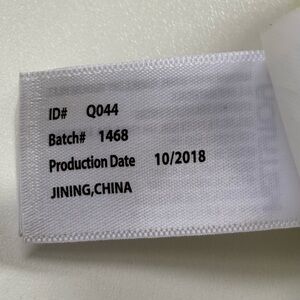 ID# Q044
Batch# 1468
Production Date 10/2018
JINING,CHINA